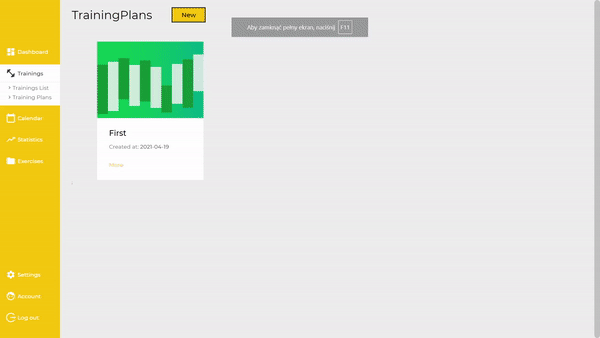 TrainingPlans
New
Aby zamknąć pełny ekran, naciśnij F11
Dashboard
Trainings
> Trainings List
> Training Plans
Calendar
Statistics
Exercises
First
Created at: 2021-04-19
More
Settings
Account
Log out